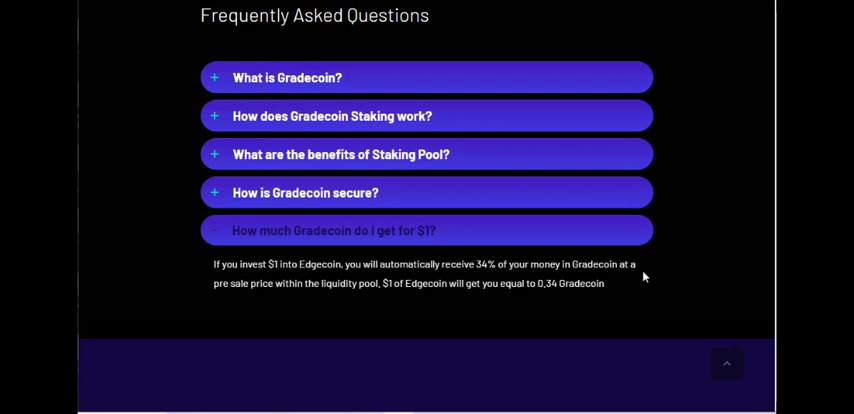 Frequently Asked Questions
+ What is Gradecoin?
+ How does Gradecoin Staking work?
+ What are the benefits of Staking Pool?
+ How is Gradecoin secure?
– How much Gradecoin do I get for $1?
If you invest $1 into Edgecoin, you will automatically receive 34% of your money in Gradecoin at a
pre sale price within the liquidity pool. $1 of Edgecoin will get you equal to 0.34 Gradecoin